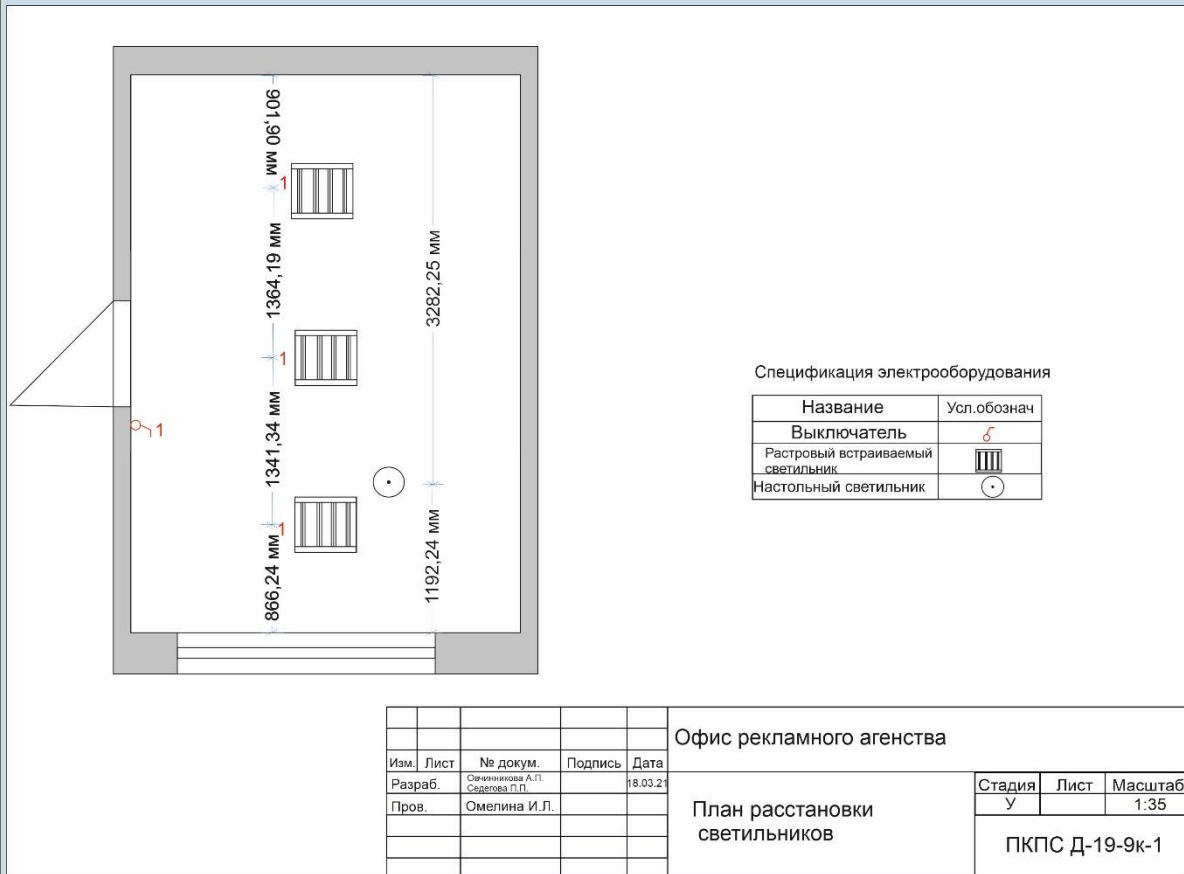 901,90 мм
1
1364,19 мм
3282,25 мм
1
1341,34 мм
1
1
866,24 мм
1192,24 мм
Спецификация электрооборудования
Название Усл.обознач
Выключатель
Растровый встраиваемый
светильник
Настольный светильник
Офис рекламного агенства
Изм. Лист № докум. Подпись Дата
Разраб. Овчинникова А.П. 18.03.21
Седегова П.П.
Пров. Омелина И.Л.
План расстановки
светильников
Стадия Лист Масштаб
У 1:35
ПКПС Д-19-9к-1